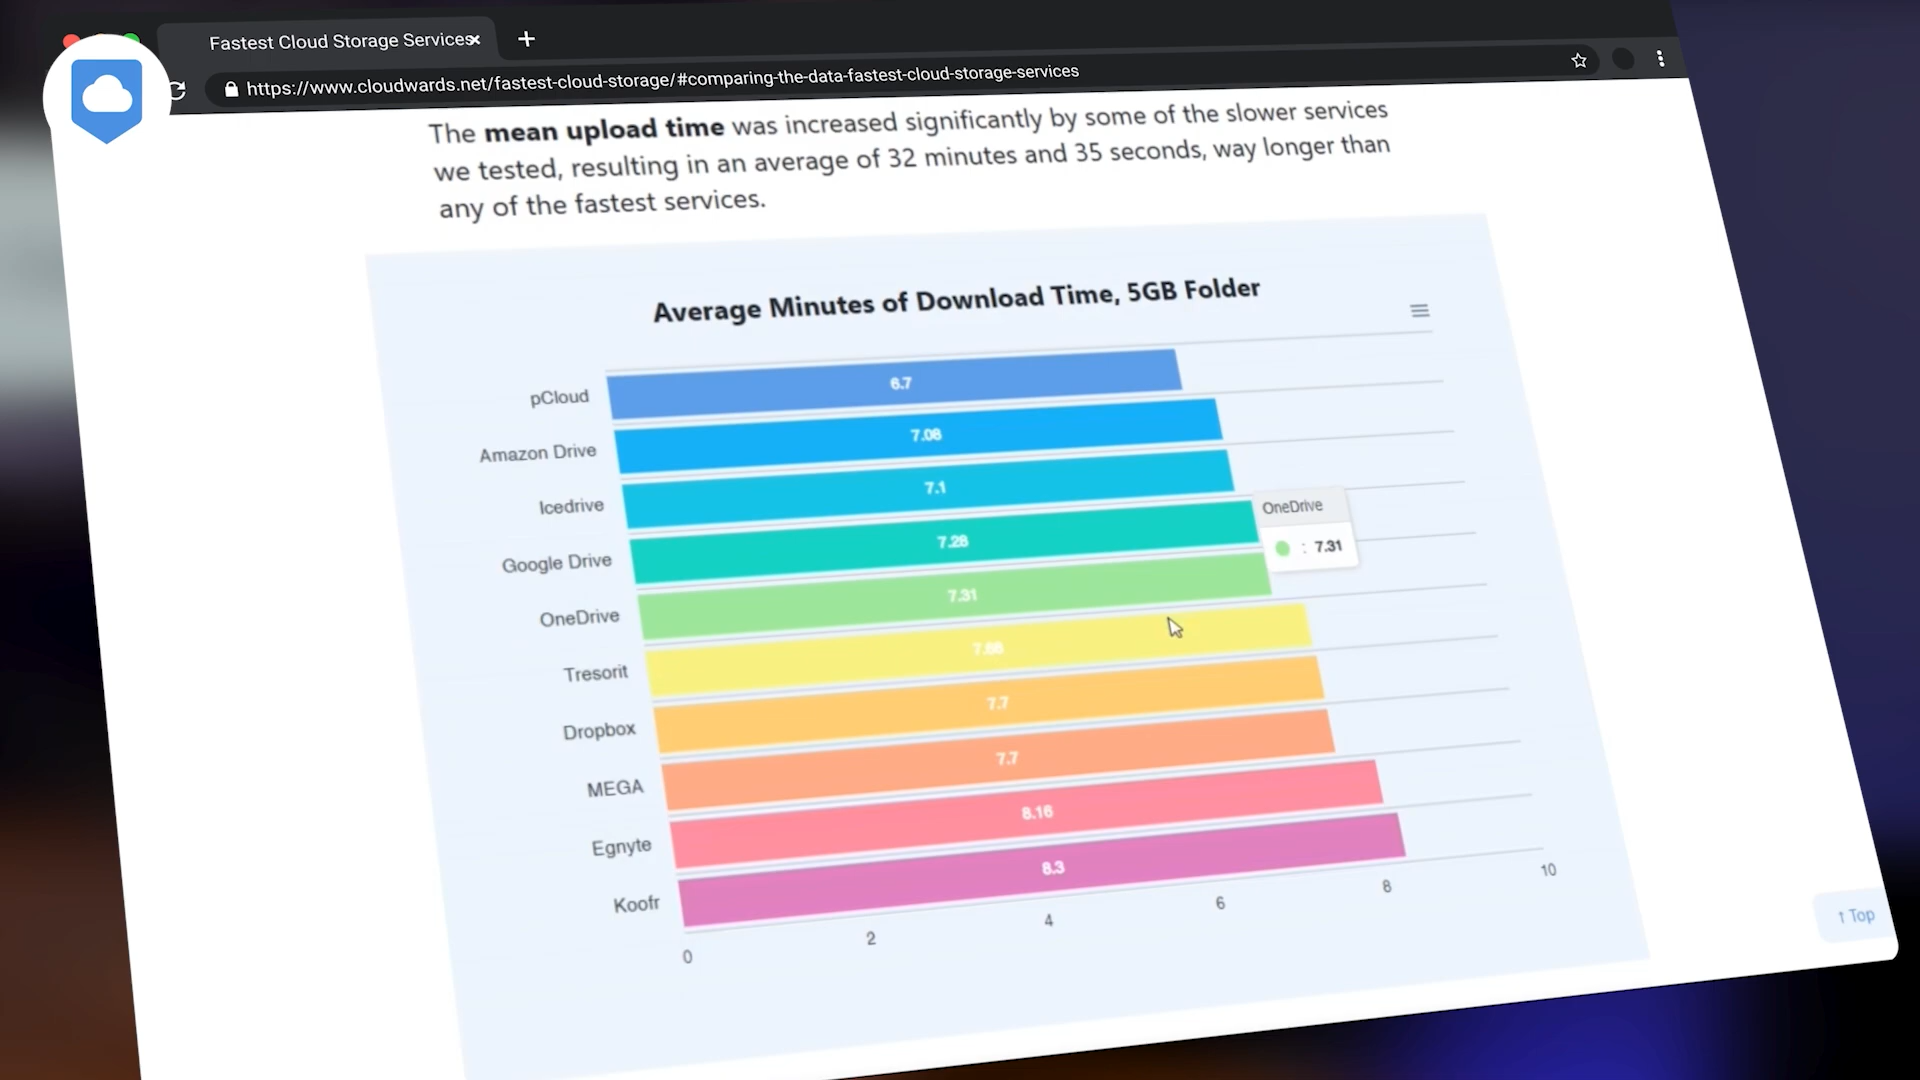 Fastest Cloud Storage Services
https://www.cloudwards.net/fastest-cloud-storage/#comparing-the-data-fastest-cloud-storage-services
The mean upload time was increased significantly by some of the slower services
we tested, resulting in an average of 32 minutes and 35 seconds, way longer than
any of the fastest services.
Average Minutes of Download Time, 5GB Folder
pCloud 6.7
Amazon Drive 7.08
Icedrive 7.1
Google Drive 7.28
OneDrive
: 7.31
OneDrive 7.31
Tresorit
Dropbox 7.7
MEGA 7.7
Egnyte 8.16
Koofr 8.3
0 2 4 6 8 10
↑ Top